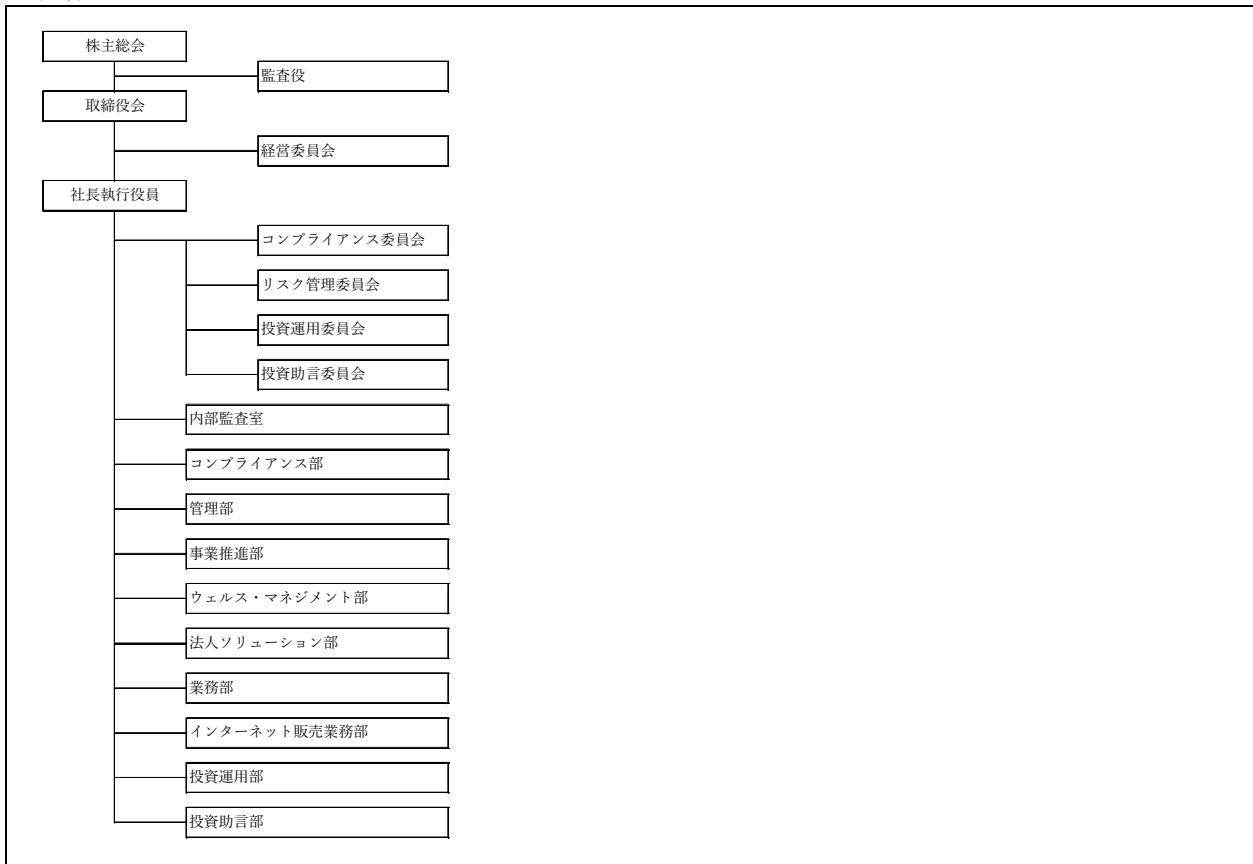 株主総会
監査役
取締役会
経営委員会
社長執行役員
コンプライアンス委員会
リスク管理委員会
投資運用委員会
投資助言委員会
内部監査室
コンプライアンス部
管理部
事業推進部
ウェルス・マネジメント部
法人ソリューション部
業務部
インターネット販売業務部
投資運用部
投資助言部